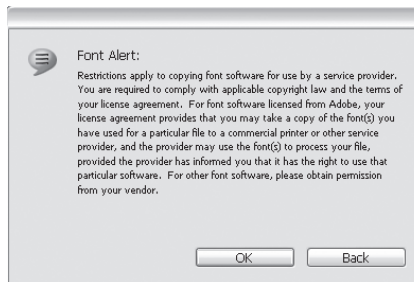 Font Alert:
Restrictions apply to copying font software for use by a service provider.
You are required to comply with applicable copyright law and the terms of
your license agreement. For font software licensed from Adobe, your
license agreement provides that you may take a copy of the font(s) you
have used for a particular file to a commercial printer or other service
provider, and the provider may use the font(s) to process your file,
provided the provider has informed you that it has the right to use that
particular software. For other font software, please obtain permission
from your vendor.
OK Back